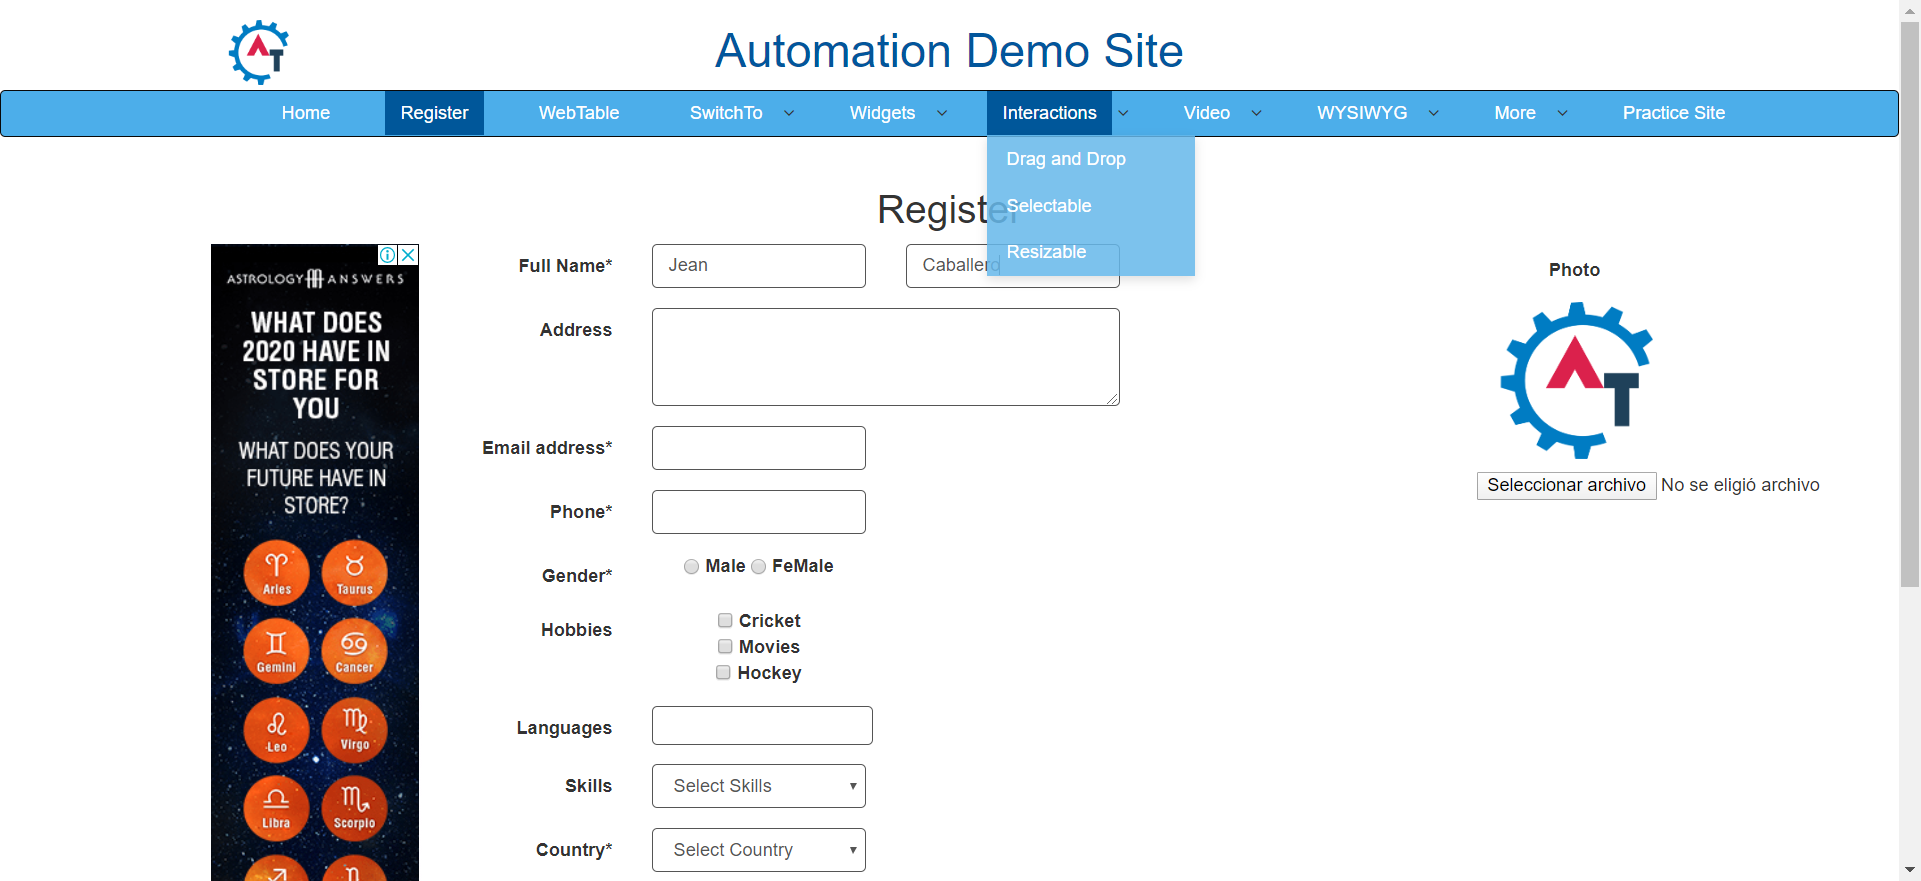 Automation Demo Site
Home Register WebTable SwitchTo Widgets Interactions Video WYSIWYG More Practice Site
Drag and Drop
Selectable
Resizable
Register
ASTROLOGY ANSWERS
WHAT DOES
2020 HAVE IN
STORE FOR
YOU
WHAT DOES YOUR
FUTURE HAVE IN
STORE?
Aries Taurus
Gemini Cancer
Leo Virgo
Libra Scorpio
Full Name* Jean Caballero
Address
Email address*
Phone*
Gender* Male FeMale
Hobbies Cricket
Movies
Hockey
Languages
Skills Select Skills
Country* Select Country
Photo
AT
Seleccionar archivo No se eligió archivo